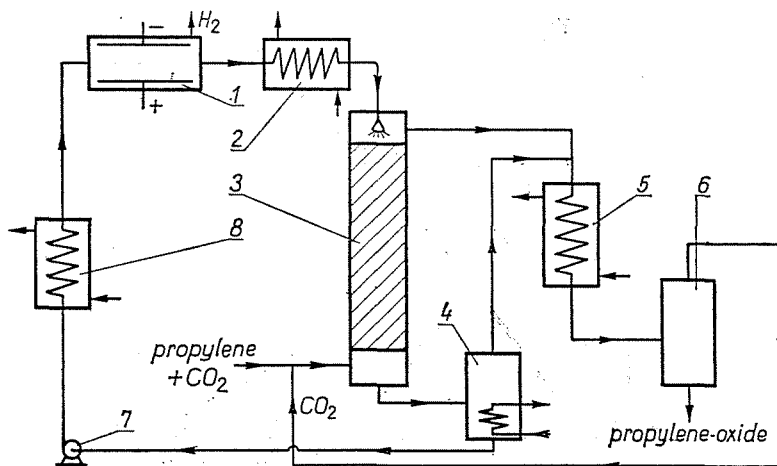 − H₂
+ 1
2
3
5
6
8
4
propylene
+CO₂
CO₂
propylene-oxide
7